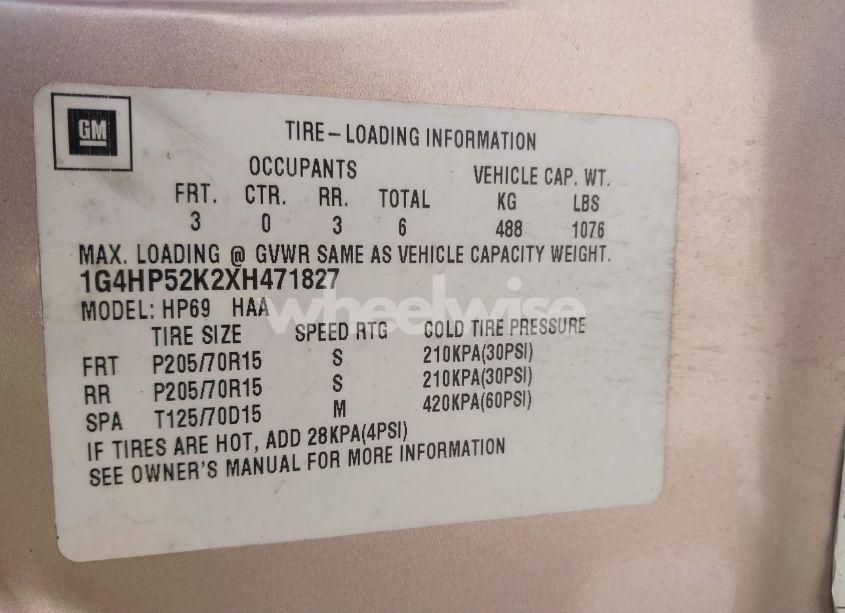 GM
TIRE – LOADING INFORMATION
OCCUPANTS VEHICLE CAP. WT.
FRT. CTR. RR. TOTAL KG LBS
3 0 3 6 488 1076
MAX. LOADING @ GVWR SAME AS VEHICLE CAPACITY WEIGHT.
1G4HP52K2XH471827
MODEL: HP69 HAA
wheelwise
TIRE SIZE SPEED RTG COLD TIRE PRESSURE
FRT P205/70R15 S 210KPA(30PSI)
RR P205/70R15 S 210KPA(30PSI)
SPA T125/70D15 M 420KPA(60PSI)
IF TIRES ARE HOT, ADD 28KPA(4PSI)
SEE OWNER'S MANUAL FOR MORE INFORMATION